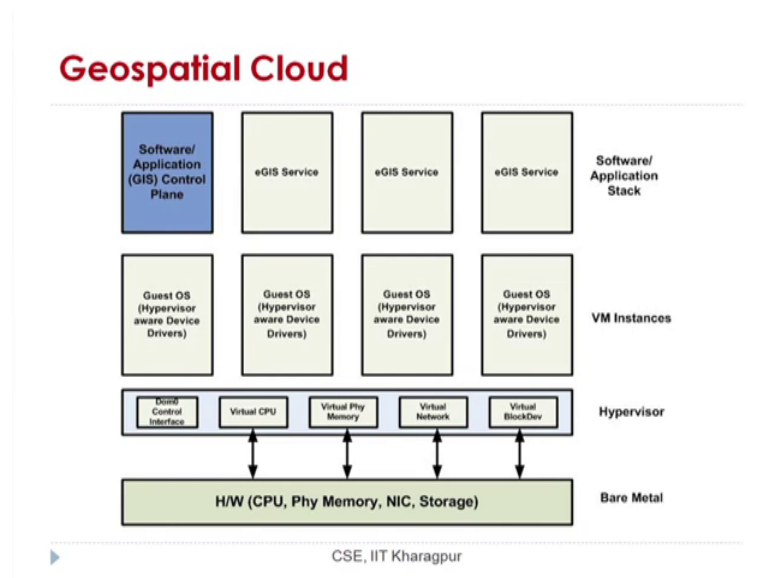 Geospatial Cloud
Software/
Application
(GIS) Control
Plane
eGIS Service
eGIS Service
eGIS Service
Software/
Application
Stack
Guest OS
(Hypervisor
aware Device
Drivers)
Guest OS
(Hypervisor
aware Device
Drivers)
Guest OS
(Hypervisor
aware Device
Drivers)
Guest OS
(Hypervisor
aware Device
Drivers)
VM Instances
Dom0
Control
Interface
Virtual CPU
Virtual Phy
Memory
Virtual
Network
Virtual
BlockDev
Hypervisor
H/W (CPU, Phy Memory, NIC, Storage)
Bare Metal
CSE, IIT Kharagpur